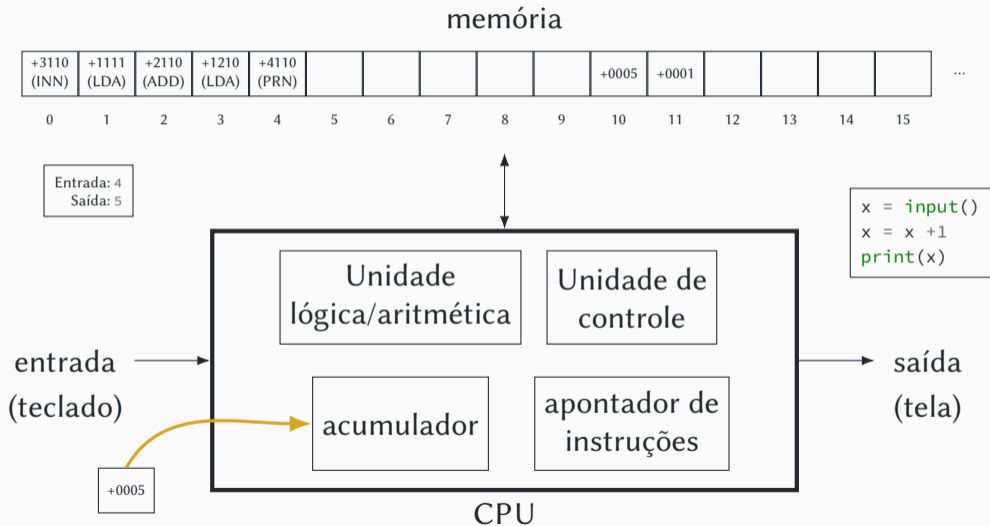 memória
+3110 +1111 +2110 +1210 +4110 +0005 +0001 ...
(INN) (LDA) (ADD) (LDA) (PRN)
0 1 2 3 4 5 6 7 8 9 10 11 12 13 14 15
Entrada: 4
Saída: 5
x = input()
x = x +1
print(x)
Unidade
lógica/aritmética
Unidade de
controle
entrada
(teclado)
saída
(tela)
acumulador
apontador de
instruções
+0005
CPU